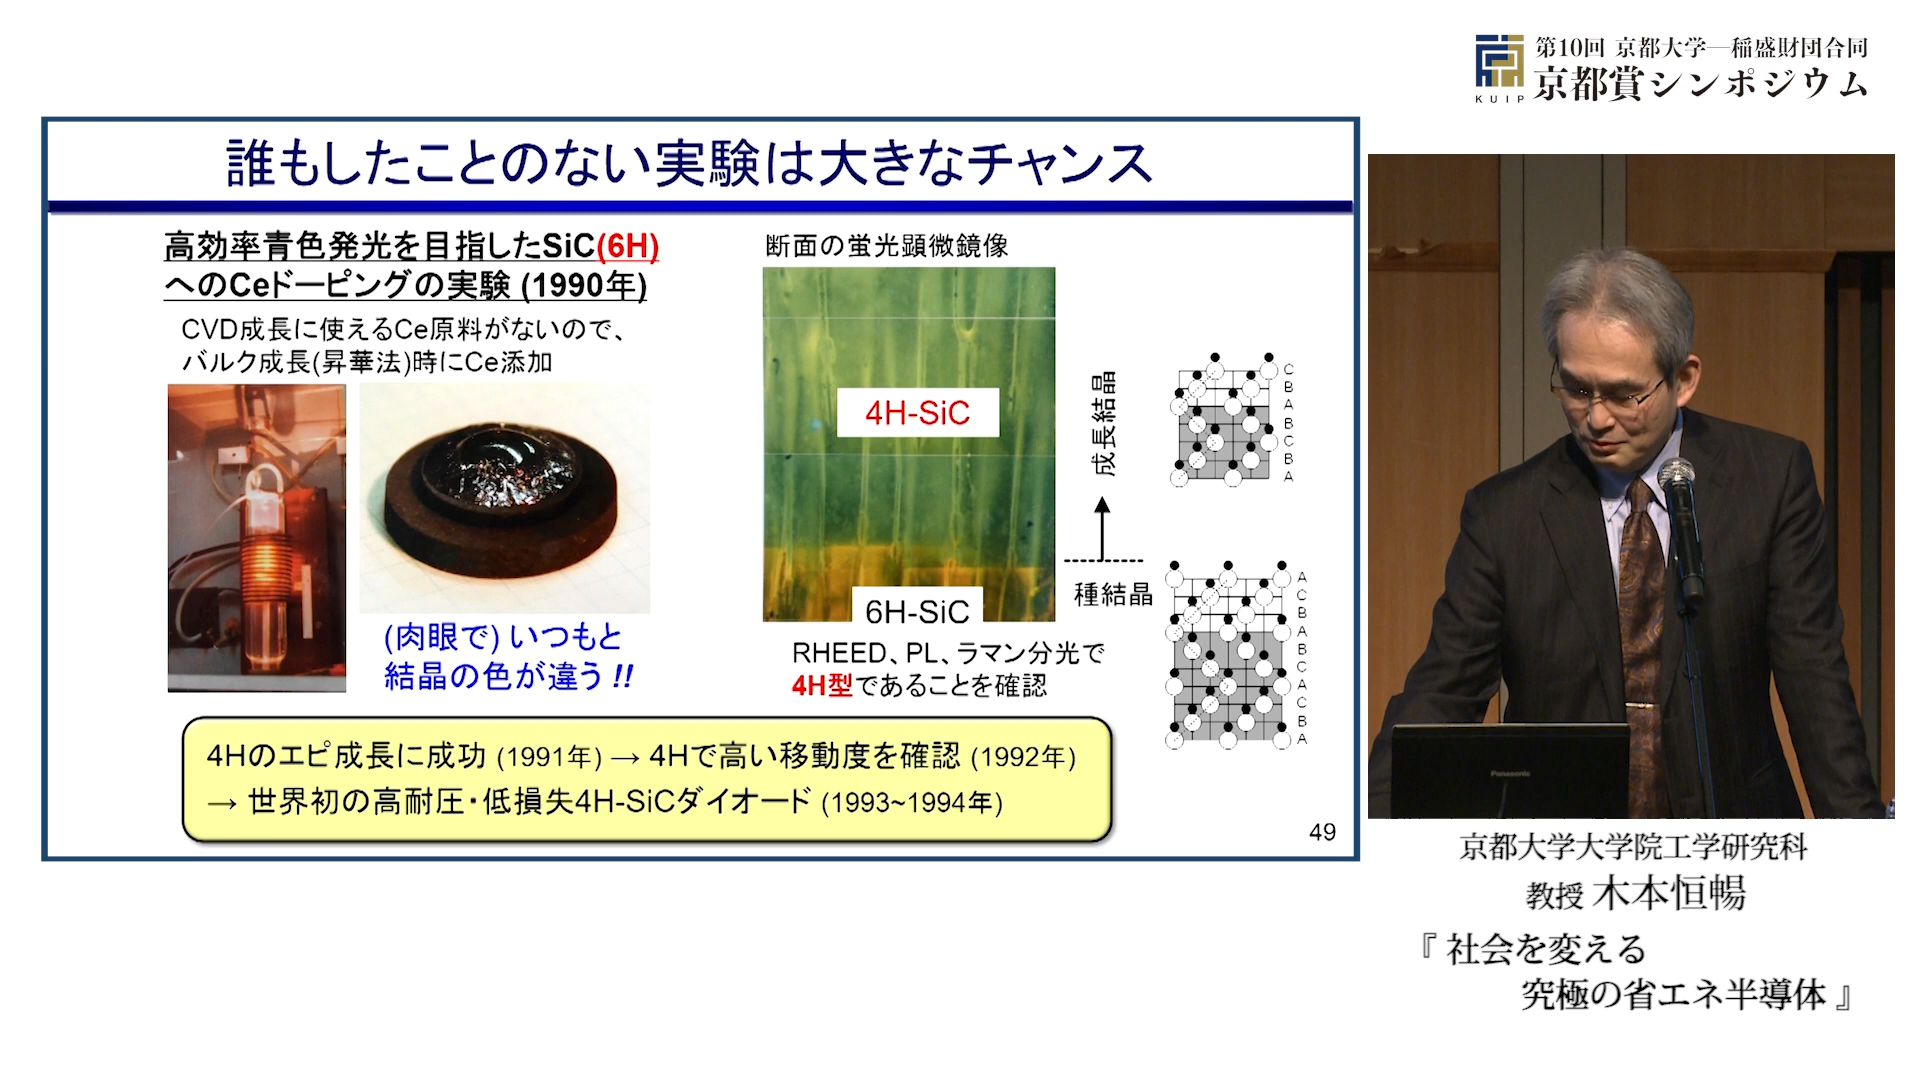 第10回 京都大学―稲盛財団合同
京都賞シンポジウム
KUIP
誰もしたことのない実験は大きなチャンス
高効率青色発光を目指したSiC(6H)
へのCeドーピングの実験 (1990年)
CVD成長に使えるCe原料がないので、
バルク成長(昇華法)時にCe添加
(肉眼で) いつもと
結晶の色が違う !!
断面の蛍光顕微鏡像
4H-SiC
6H-SiC
RHEED、PL、ラマン分光で
4H型であることを確認
成長結晶
種結晶
C
B
A
B
C
B
A
A
C
B
A
B
C
A
C
B
A
4Hのエピ成長に成功 (1991年) → 4Hで高い移動度を確認 (1992年)
→ 世界初の高耐圧・低損失4H-SiCダイオード (1993~1994年)
49
Panasonic
京都大学大学院工学研究科
教授 木本恒暢
『 社会を変える
究極の省エネ半導体 』